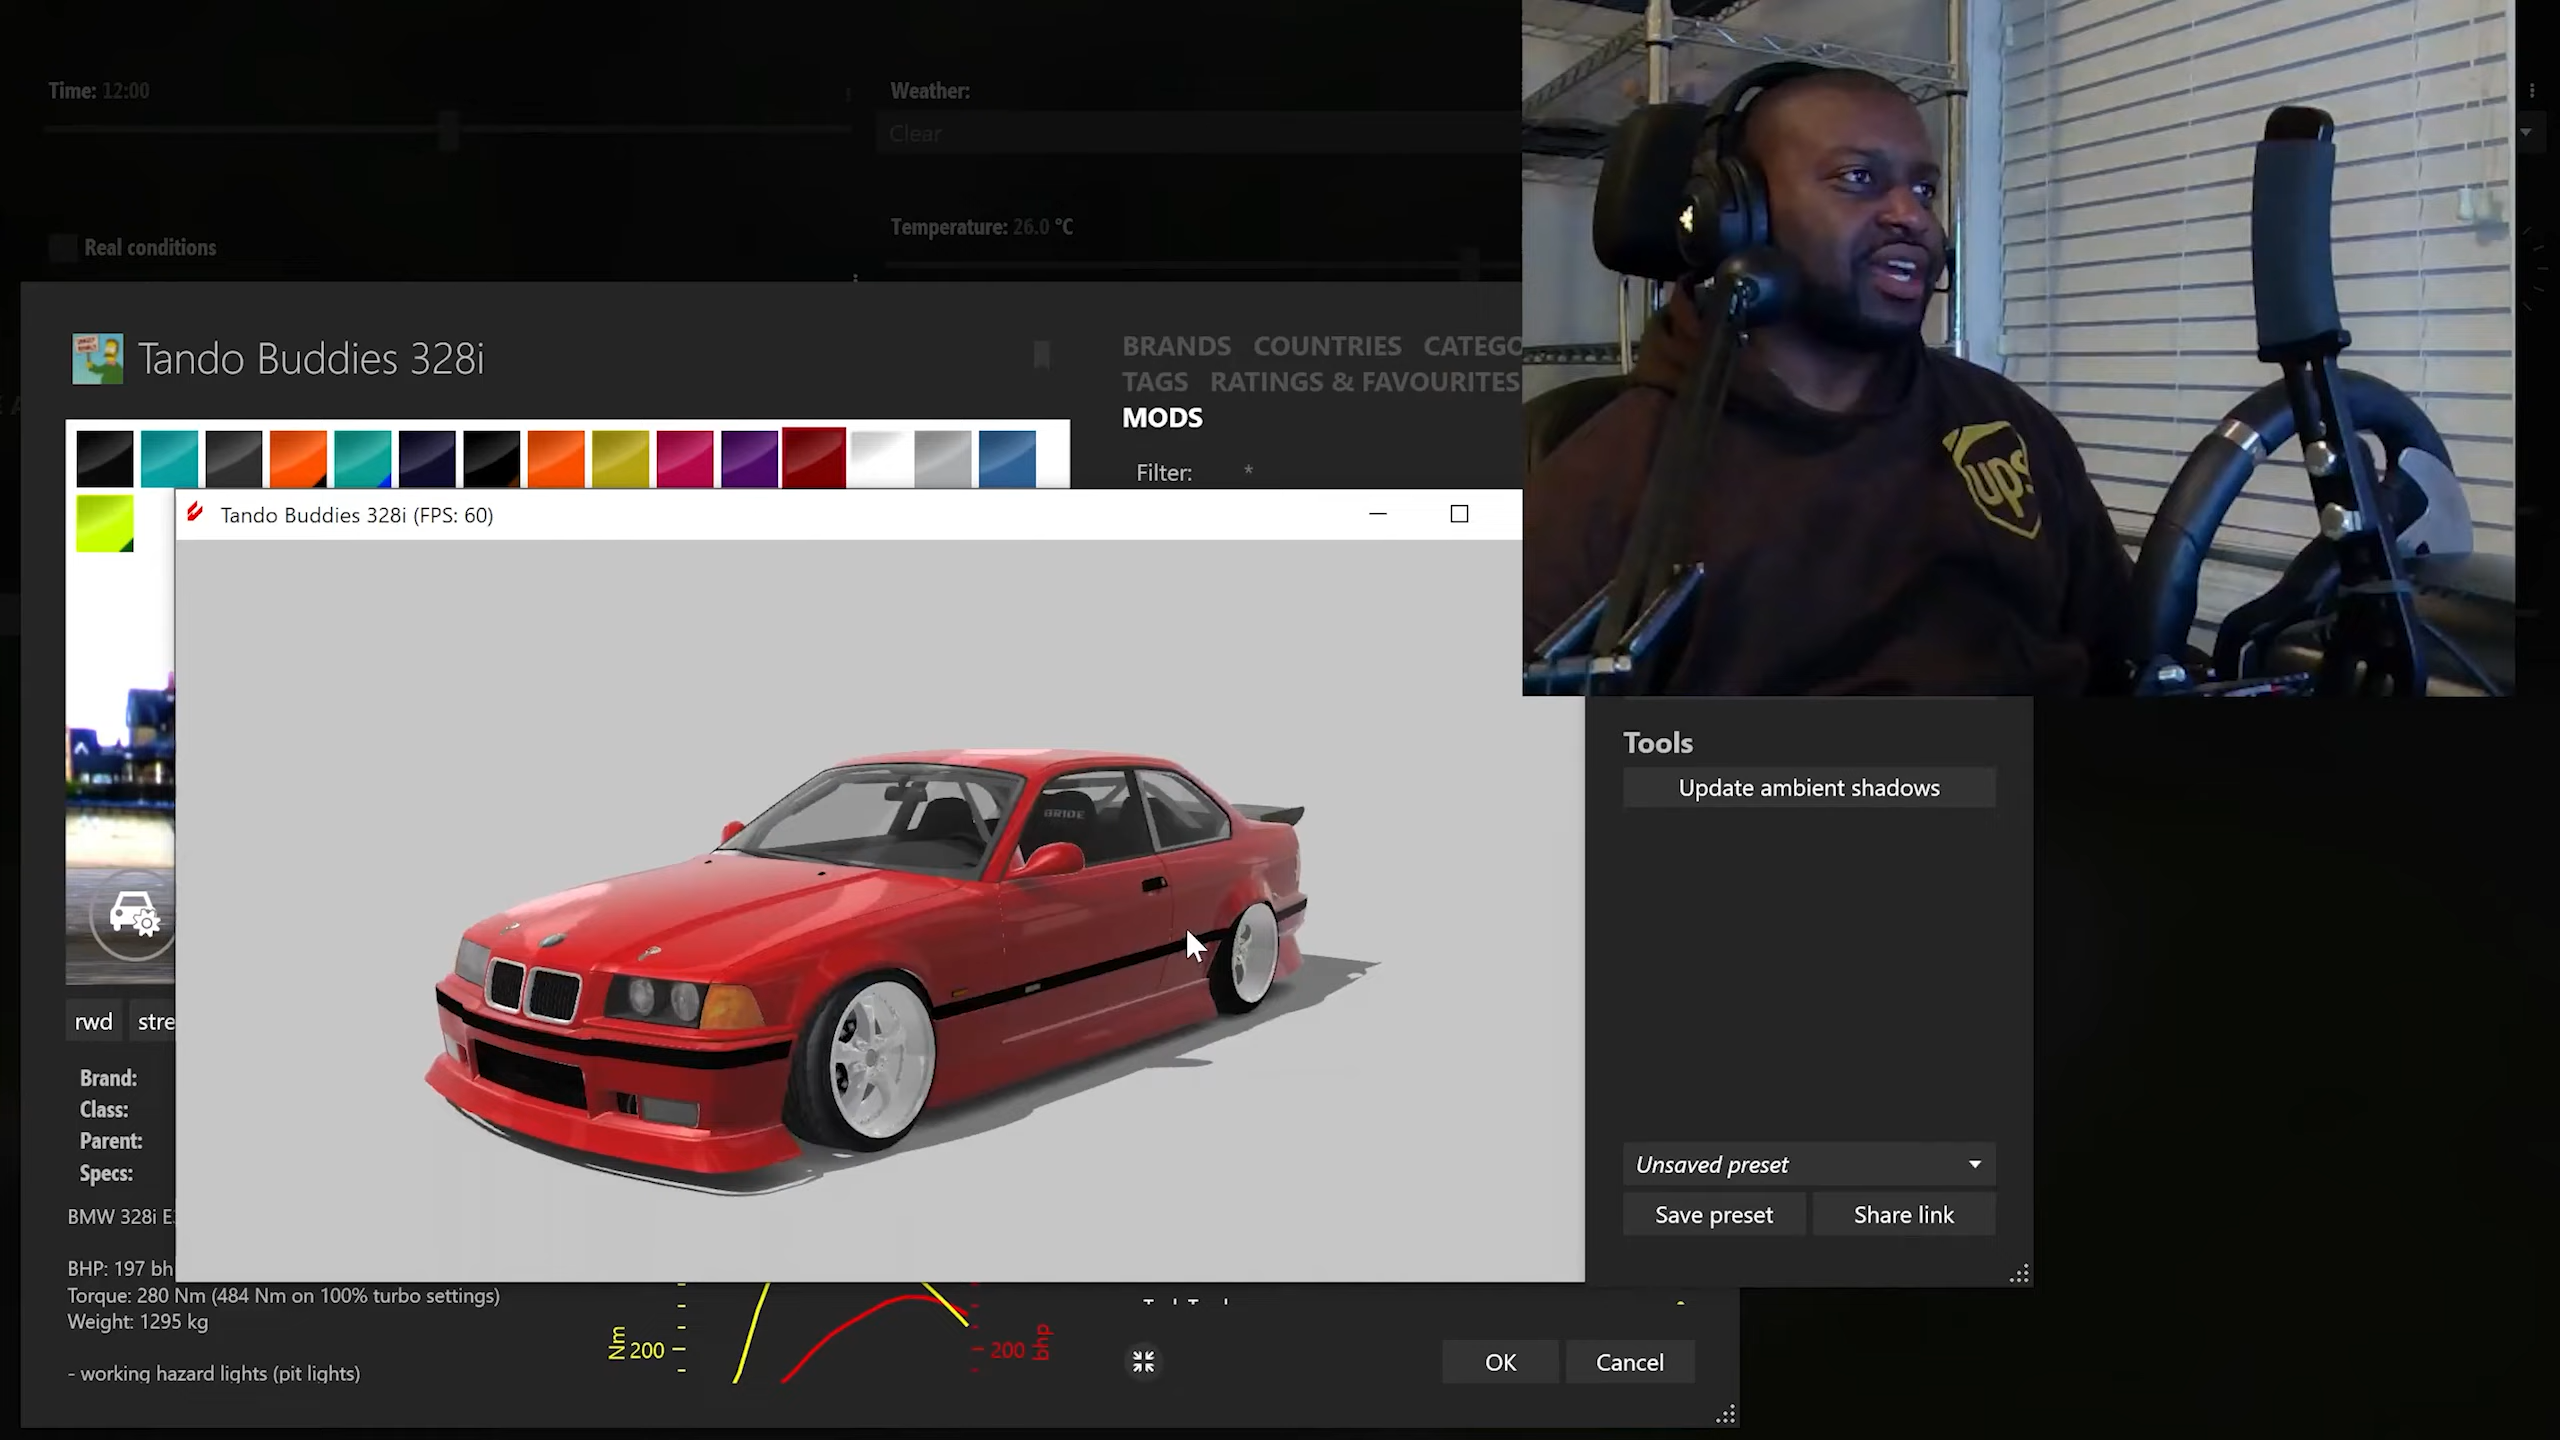 Time: 12:00
Weather:
Clear
Real conditions
Temperature: 26.0 °C
Tando Buddies 328i
BRANDS COUNTRIES CATEGO
TAGS RATINGS & FAVOURITES
MODS
Filter: *
Tando Buddies 328i (FPS: 60)
ups
BRIDE
Tools
Update ambient shadows
rwd stre
Brand:
Class:
Parent:
Specs:
BMW 328i E
BHP: 197 bh
Torque: 280 Nm (484 Nm on 100% turbo settings)
Weight: 1295 kg
- working hazard lights (pit lights)
Nm
200
200
bhp
Unsaved preset
Save preset Share link
OK Cancel